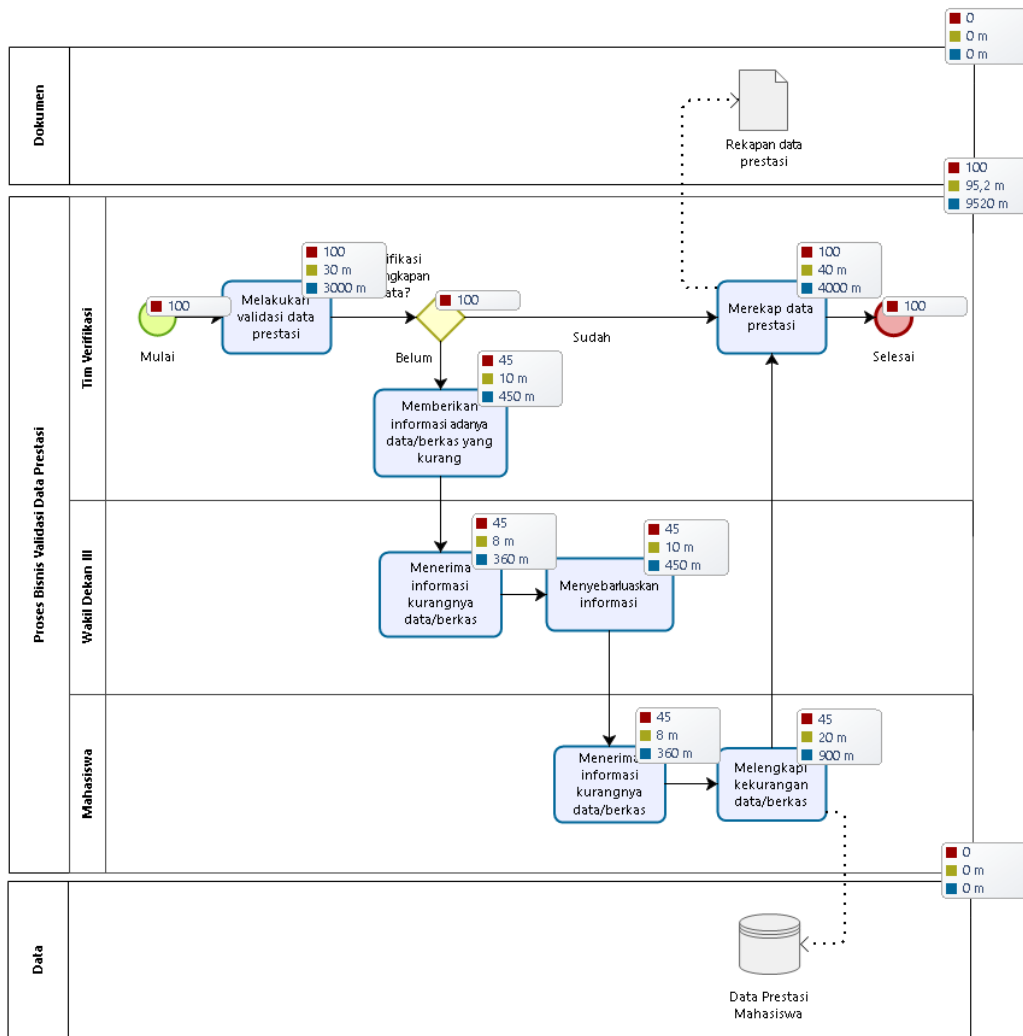 0
0 m
0 m
Dokumen
Rekapan data
prestasi
100
95,2 m
9520 m
Proses Bisnis Validasi Data Prestasi
Tim Verifikasi
100
Mulai
Melakukan
validasi data
prestasi
100
30 m
3000 m
100
Belum
Sudah
Merekap data
prestasi
100
40 m
4000 m
100
Selesai
Memberikan
informasi adanya
data/berkas yang
kurang
45
10 m
450 m
Wakil Dekan III
Menerima
informasi
kurangnya
data/berkas
45
8 m
360 m
Menyebarluaskan
informasi
45
10 m
450 m
Mahasiswa
Menerima
informasi
kurangnya
data/berkas
45
8 m
360 m
Melengkapi
kekurangan
data/berkas
45
20 m
900 m
0
0 m
0 m
Data
Data Prestasi
Mahasiswa